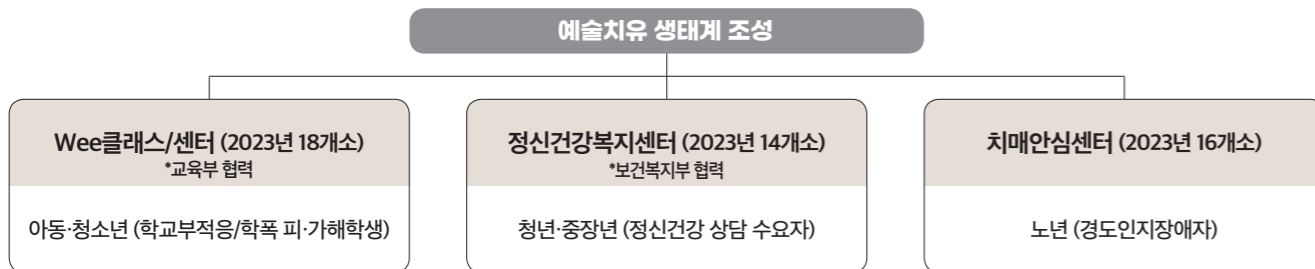 예술치유 생태계 조성
Wee클래스/센터 (2023년 18개소)
*교육부 협력
아동·청소년 (학교부적응/학폭 피·가해학생)
정신건강복지센터 (2023년 14개소)
*보건복지부 협력
청년·중장년 (정신건강 상담 수요자)
치매안심센터 (2023년 16개소)
노년 (경도인지장애자)